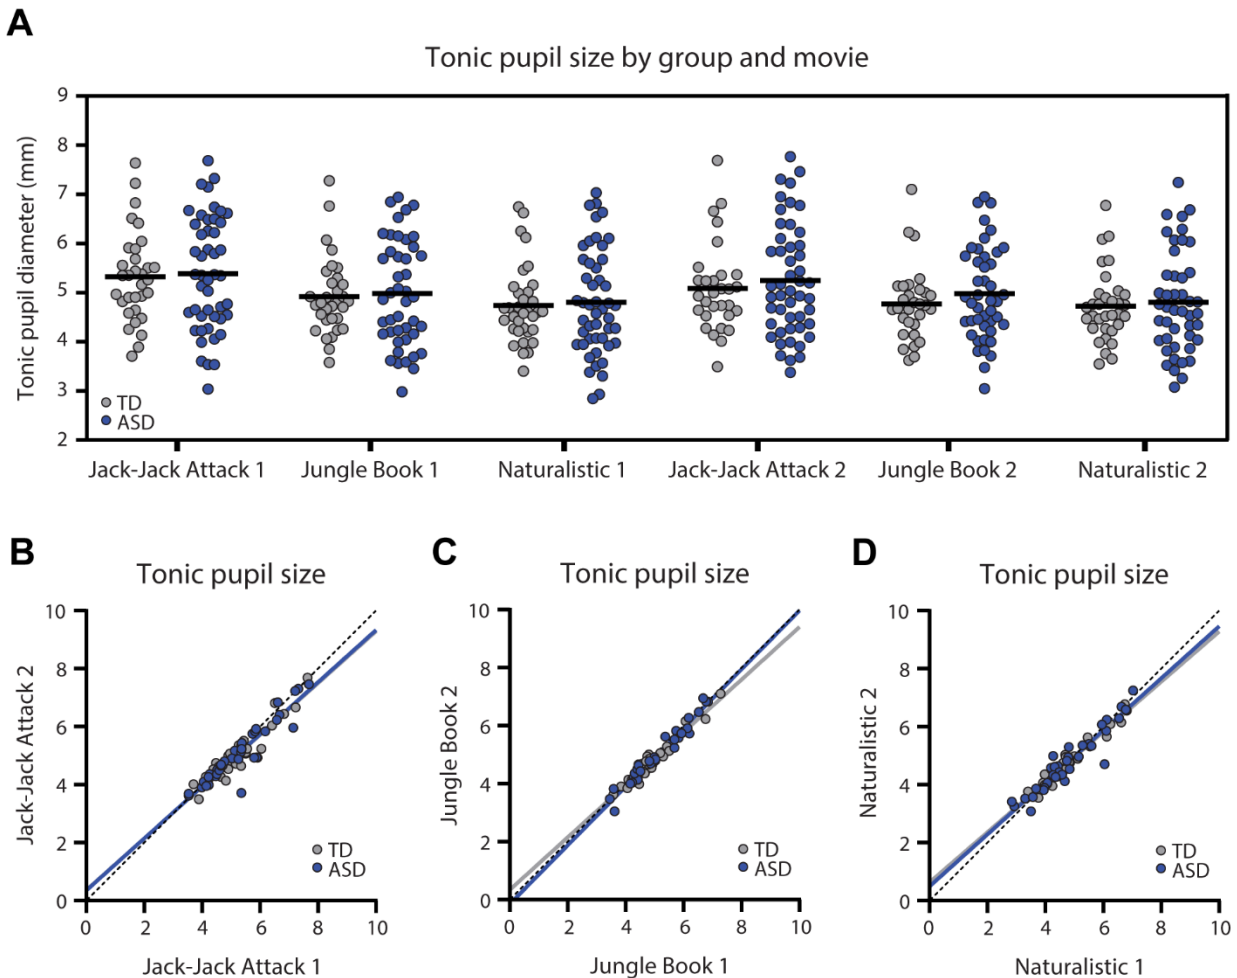 A
Tonic pupil size by group and movie
Tonic pupil diameter (mm)
9
8
7
6
5
4
3
2
TD
ASD
Jack-Jack Attack 1
Jungle Book 1
Naturalistic 1
Jack-Jack Attack 2
Jungle Book 2
Naturalistic 2
B
Tonic pupil size
Jack-Jack Attack 2
10
8
6
4
2
0
TD
ASD
0 2 4 6 8 10
Jack-Jack Attack 1
C
Tonic pupil size
Jungle Book 2
10
8
6
4
2
0
TD
ASD
0 2 4 6 8 10
Jungle Book 1
D
Tonic pupil size
Naturalistic 2
10
8
6
4
2
0
TD
ASD
0 2 4 6 8 10
Naturalistic 1